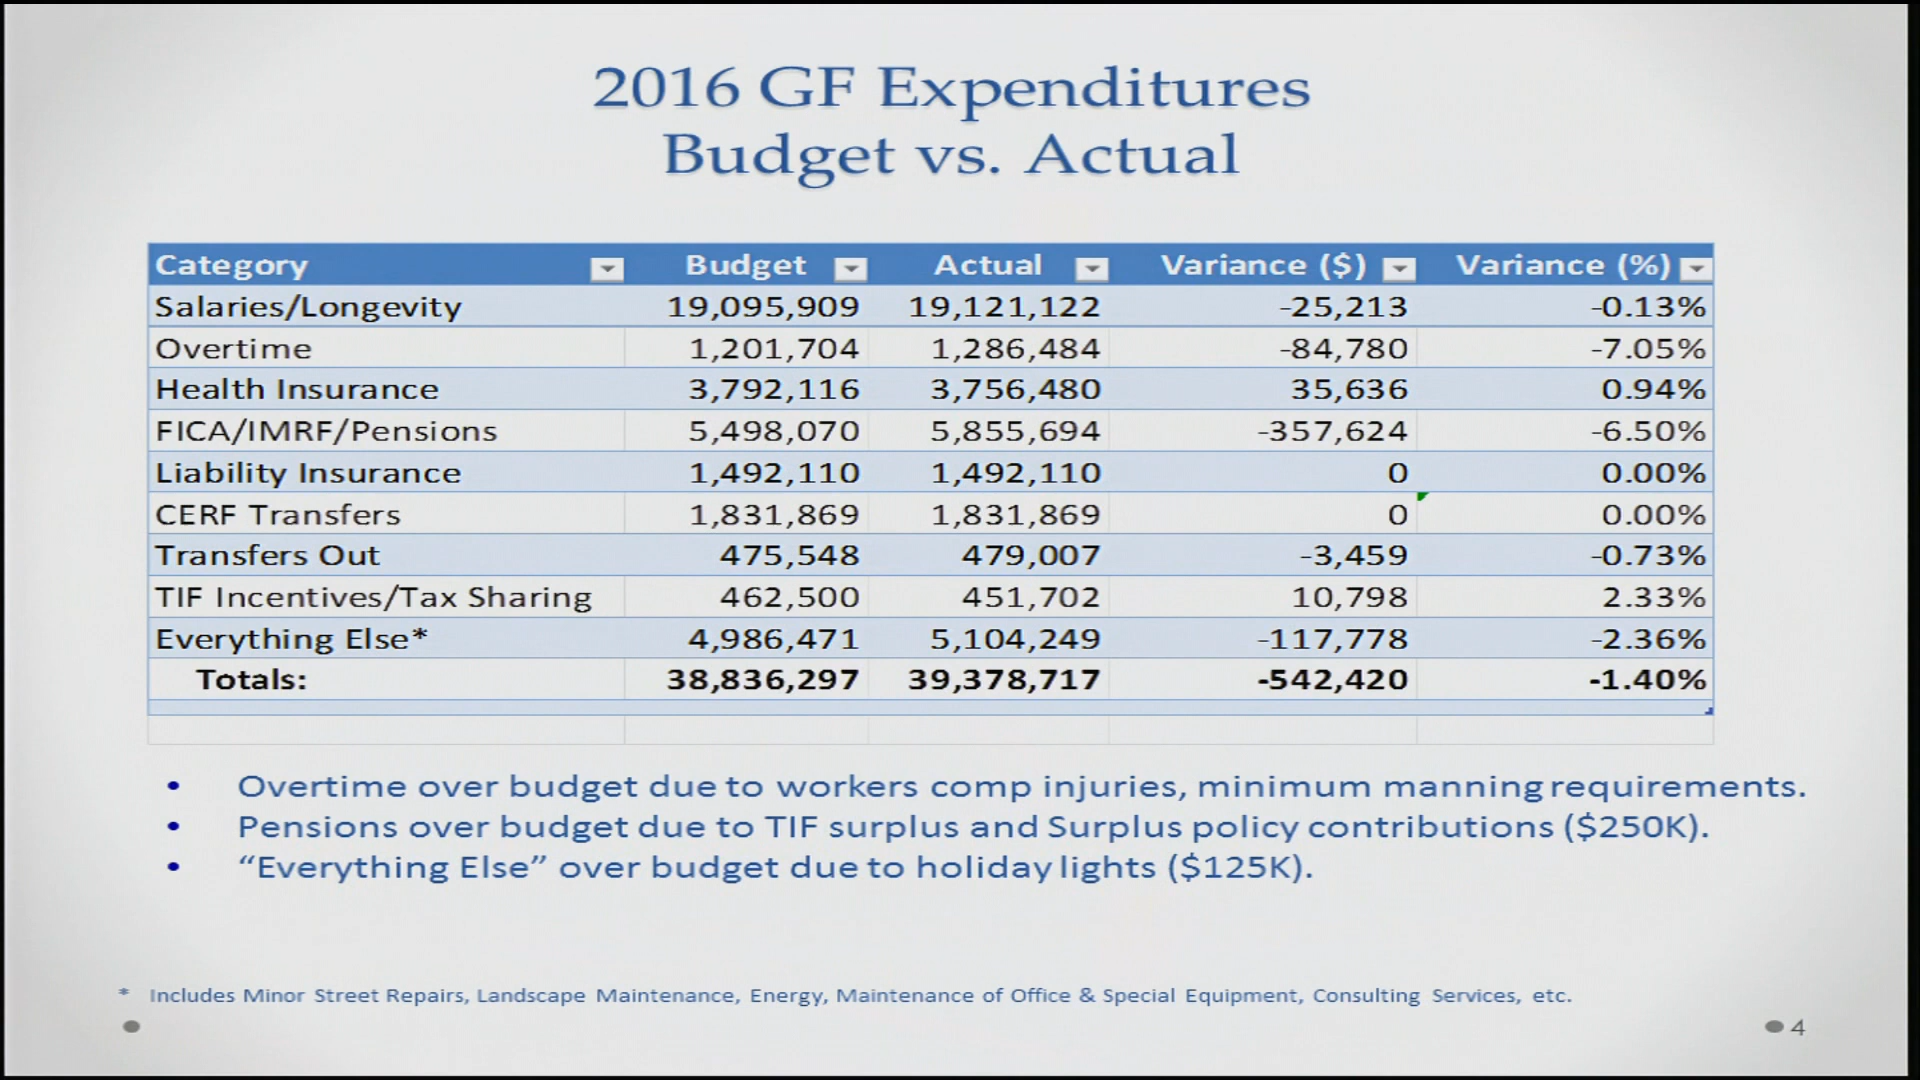 2016 GF Expenditures
Budget vs. Actual
Category Budget Actual Variance ($) Variance (%)
Salaries/Longevity 19,095,909 19,121,122 -25,213 -0.13%
Overtime 1,201,704 1,286,484 -84,780 -7.05%
Health Insurance 3,792,116 3,756,480 35,636 0.94%
FICA/IMRF/Pensions 5,498,070 5,855,694 -357,624 -6.50%
Liability Insurance 1,492,110 1,492,110 0 0.00%
CERF Transfers 1,831,869 1,831,869 0 0.00%
Transfers Out 475,548 479,007 -3,459 -0.73%
TIF Incentives/Tax Sharing 462,500 451,702 10,798 2.33%
Everything Else* 4,986,471 5,104,249 -117,778 -2.36%
Totals: 38,836,297 39,378,717 -542,420 -1.40%
• Overtime over budget due to workers comp injuries, minimum manning requirements.
• Pensions over budget due to TIF surplus and Surplus policy contributions ($250K).
• “Everything Else” over budget due to holiday lights ($125K).
* Includes Minor Street Repairs, Landscape Maintenance, Energy, Maintenance of Office & Special Equipment, Consulting Services, etc.
4